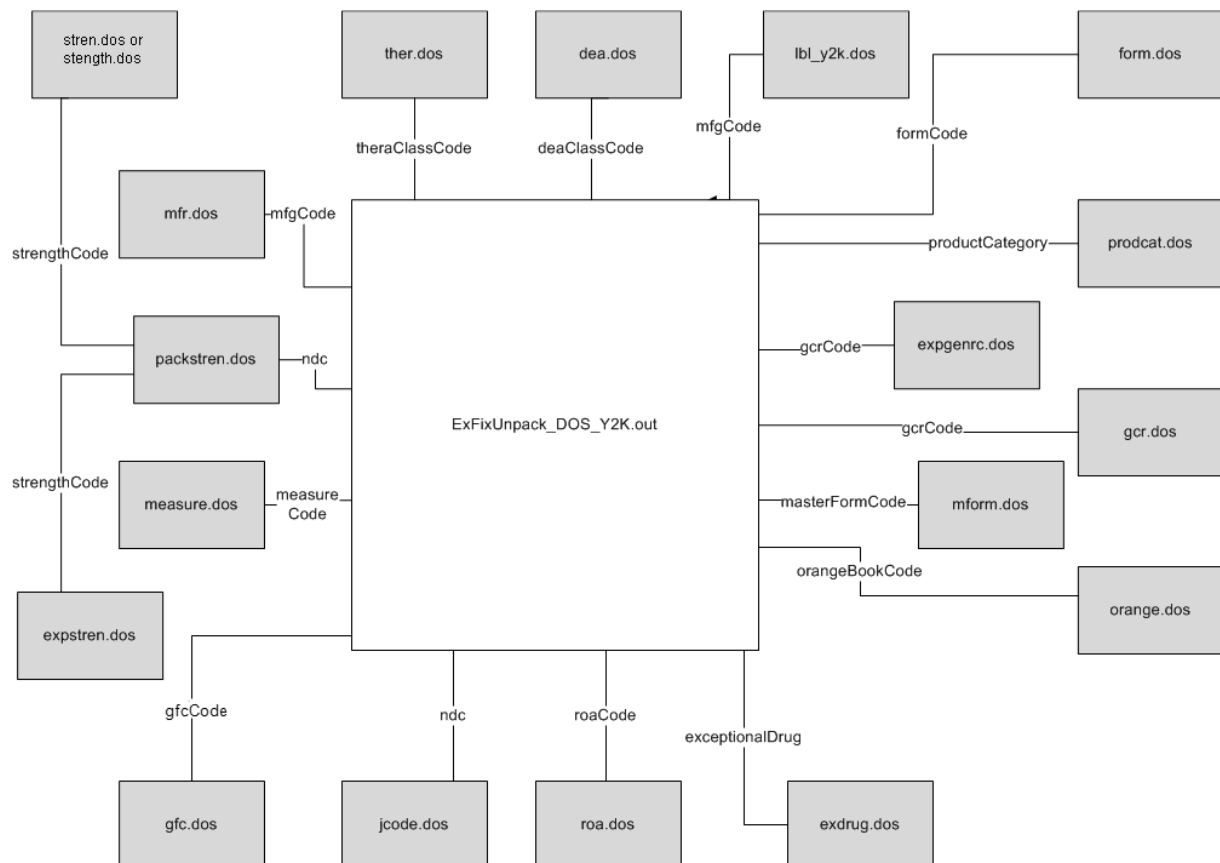 stren.dos or
stength.dos
ther.dos
dea.dos
lbl_y2k.dos
form.dos
mfgCode
formCode
theraClassCode
deaClassCode
mfr.dos
mfgCode
strengthCode
productCategory
prodcat.dos
packstren.dos
ndc
gcrCode
expgenrc.dos
ExFixUnpack_DOS_Y2K.out
gcrCode
gcr.dos
strengthCode
measure.dos
measure
Code
masterFormCode
mform.dos
orangeBookCode
orange.dos
expstren.dos
gfcCode
ndc
roaCode
exceptionalDrug
gfc.dos
jcode.dos
roa.dos
exdrug.dos